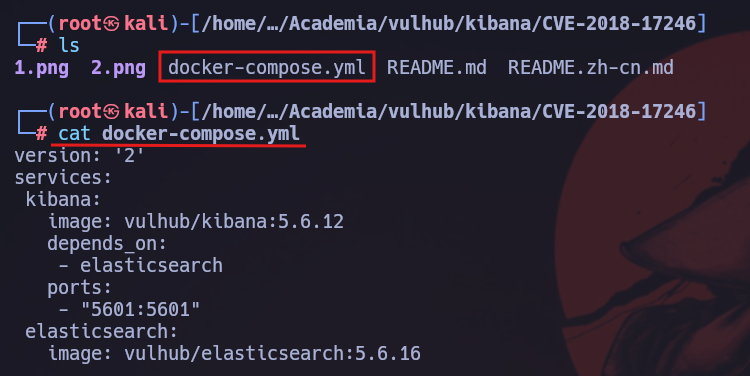 ┌──(root㉿kali)-[/home/…/Academia/vulhub/kibana/CVE-2018-17246]
└─# ls
1.png  2.png  docker-compose.yml  README.md  README.zh-cn.md
┌──(root㉿kali)-[/home/…/Academia/vulhub/kibana/CVE-2018-17246]
└─# cat docker-compose.yml
version: '2'
services:
 kibana:
   image: vulhub/kibana:5.6.12
   depends_on:
    - elasticsearch
   ports:
    - "5601:5601"
 elasticsearch:
   image: vulhub/elasticsearch:5.6.16